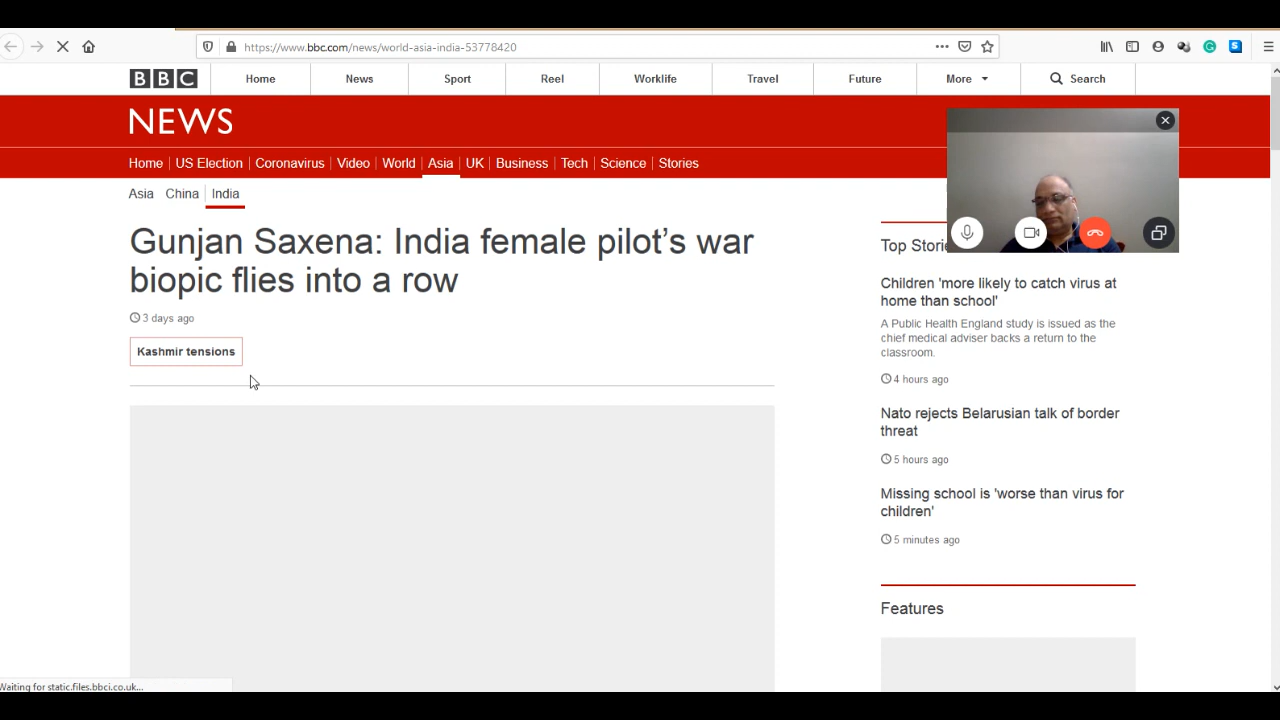 https://www.bbc.com/news/world-asia-india-53778420
BBC Home News Sport Reel Worklife Travel Future More Search
NEWS
Home US Election Coronavirus Video World Asia UK Business Tech Science Stories
Asia China India
Gunjan Saxena: India female pilot's war
biopic flies into a row
3 days ago
Kashmir tensions
Top Stori
Children 'more likely to catch virus at
home than school'
A Public Health England study is issued as the
chief medical adviser backs a return to the
classroom.
4 hours ago
Nato rejects Belarusian talk of border
threat
5 hours ago
Missing school is 'worse than virus for
children'
5 minutes ago
Features
Waiting for static.files.bbci.co.uk...